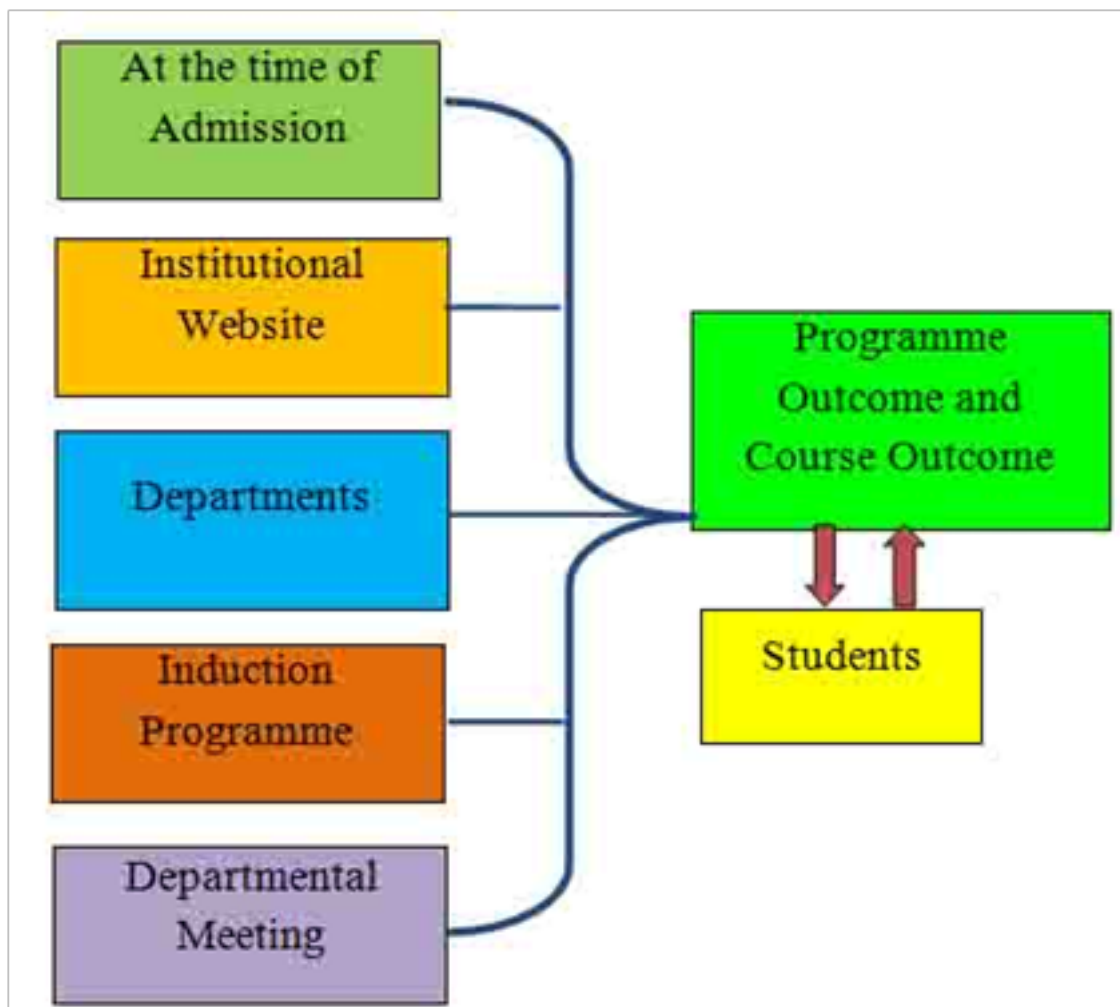 At the time of
Admission
Institutional
Website
Departments
Induction
Programme
Departmental
Meeting
Programme
Outcome and
Course Outcome
Students